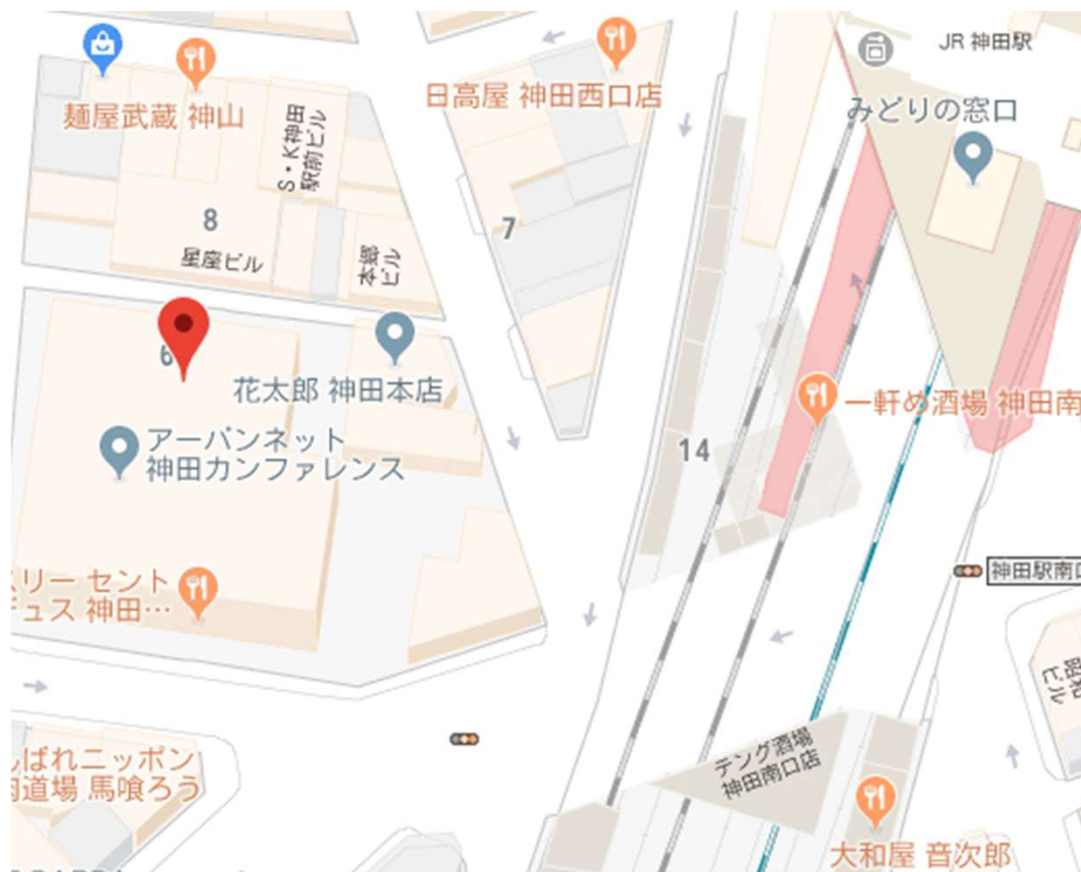 JR 神田駅
麺屋武蔵 神山
日高屋 神田西口店
みどりの窓口
S・K神田
駅前ビル
8
7
星座ビル
本郷
ビル
6
花太郎 神田本店
一軒め酒場 神田南
アーバンネット
神田カンファレンス
14
リー セント
ュス 神田…
神田駅南口
昭和
ビル
ばれニッポン
道場 馬喰ろう
テング酒場
神田南口店
大和屋 音次郎